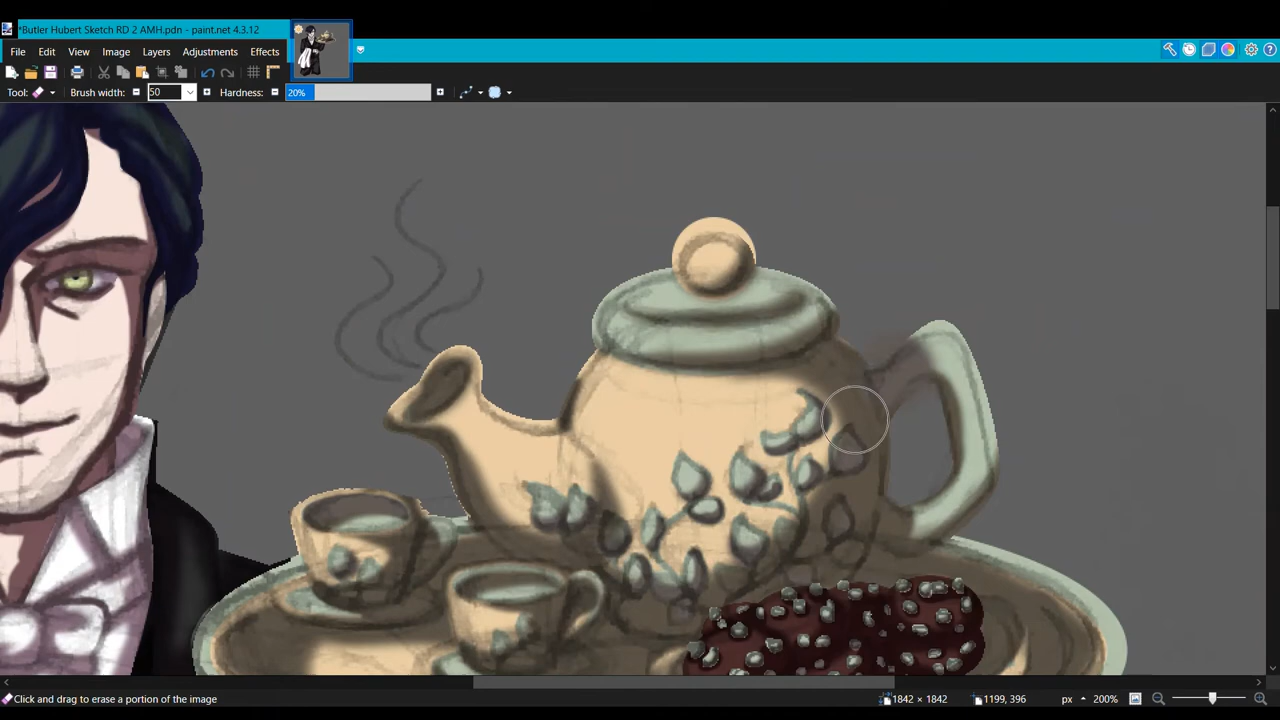 *Butler Hubert Sketch RD 2 AMH.pdn - paint.net 4.3.12
File Edit View Image Layers Adjustments Effects
Tool: Brush width: 50 Hardness: 20%
Click and drag to erase a portion of the image 1842 × 1842 1199, 396 px 200%